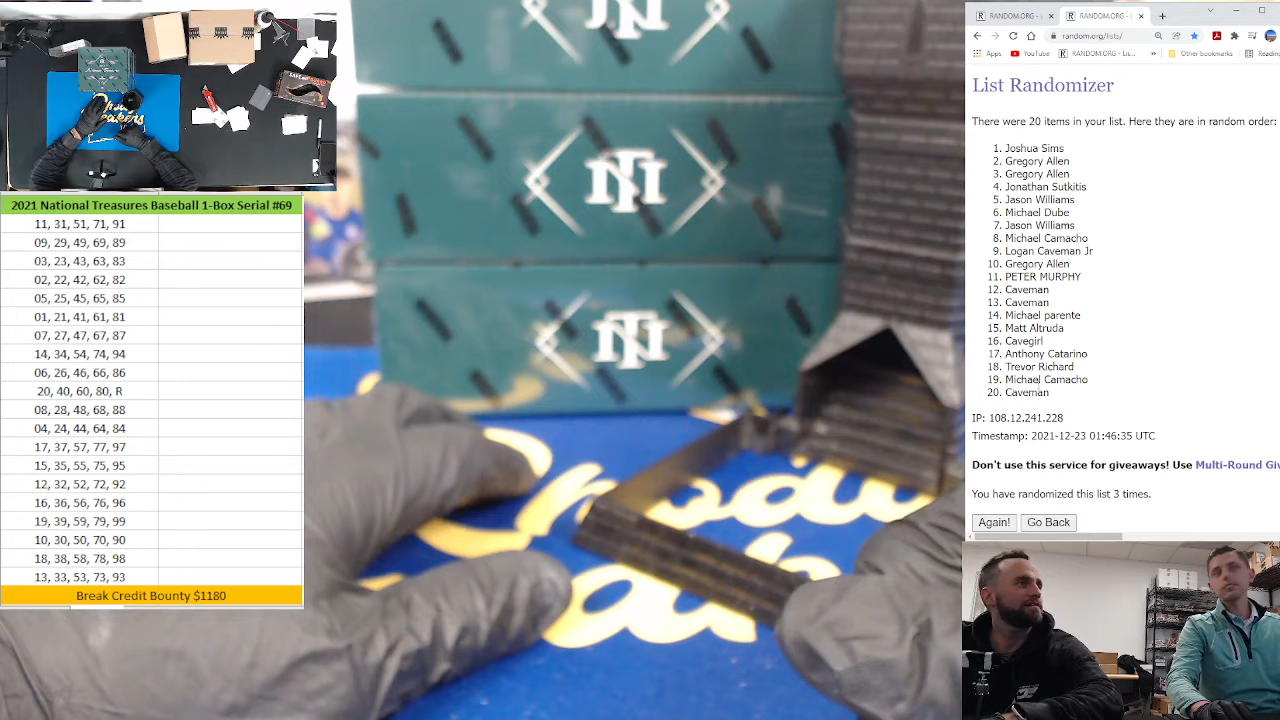 2021 National Treasures Baseball 1-Box Serial #69
11, 31, 51, 71, 91
09, 29, 49, 69, 89
03, 23, 43, 63, 83
02, 22, 42, 62, 82
05, 25, 45, 65, 85
01, 21, 41, 61, 81
07, 27, 47, 67, 87
14, 34, 54, 74, 94
06, 26, 46, 66, 86
20, 40, 60, 80, R
08, 28, 48, 68, 88
04, 24, 44, 64, 84
17, 37, 57, 77, 97
15, 35, 55, 75, 95
12, 32, 52, 72, 92
16, 36, 56, 76, 96
19, 39, 59, 79, 99
10, 30, 50, 70, 90
18, 38, 58, 78, 98
13, 33, 53, 73, 93
Break Credit Bounty $1180
NT
NT
NT
RANDOM.ORG - L
RANDOM.ORG - Lis
random.org/lists/
Apps
YouTube
RANDOM.ORG - Lis...
»
Other bookmarks
Reading
List Randomizer
There were 20 items in your list. Here they are in random order:
1. Joshua Sims
2. Gregory Allen
3. Gregory Allen
4. Jonathan Sutkitis
5. Jason Williams
6. Michael Dube
7. Jason Williams
8. Michael Camacho
9. Logan Caveman Jr
10. Gregory Allen
11. PETER MURPHY
12. Caveman
13. Caveman
14. Michael parente
15. Matt Altruda
16. Cavegirl
17. Anthony Catarino
18. Trevor Richard
19. Michael Camacho
20. Caveman
IP: 108.12.241.228
Timestamp: 2021-12-23 01:46:35 UTC
Don't use this service for giveaways! Use Multi-Round Giv
You have randomized this list 3 times.
Again!
Go Back